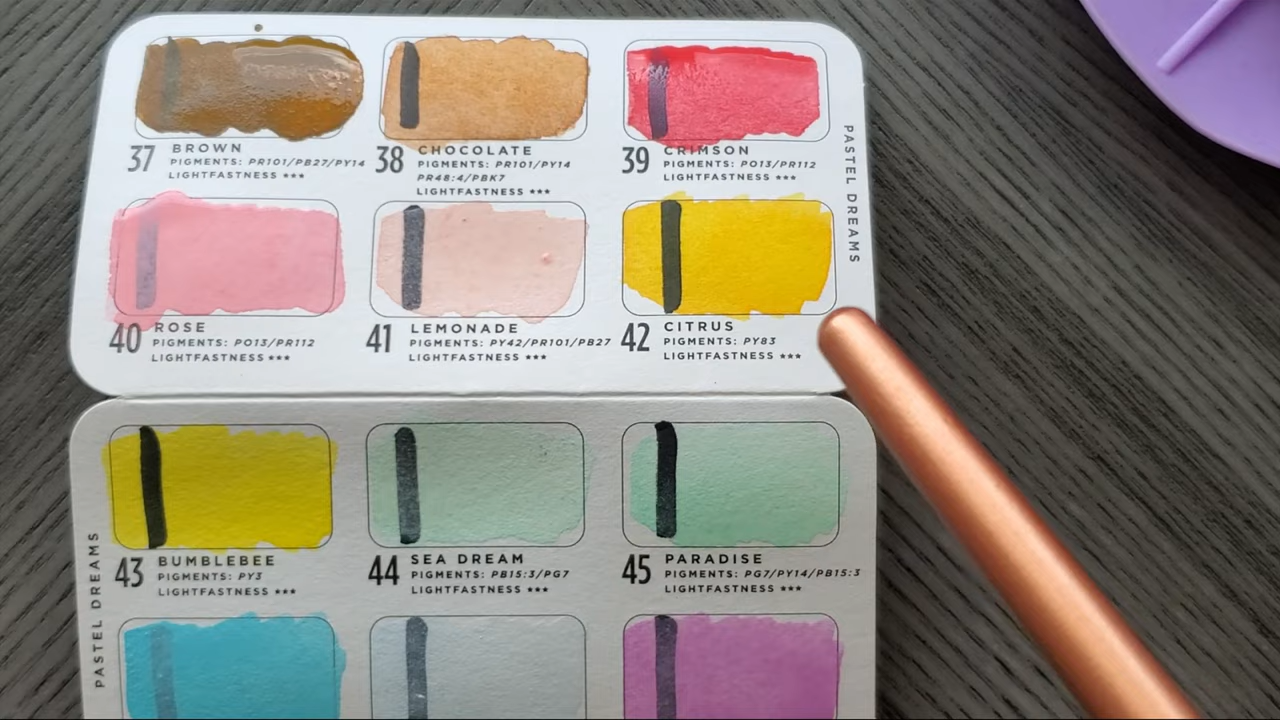 37 BROWN
PIGMENTS: PR101/PB27/PY14
LIGHTFASTNESS ***
38 CHOCOLATE
PIGMENTS: PR101/PY14
PR48:4/PBK7
LIGHTFASTNESS ***
39 CRIMSON
PIGMENTS: PO13/PR112
LIGHTFASTNESS ***
PASTEL DREAMS
40 ROSE
PIGMENTS: PO13/PR112
LIGHTFASTNESS ***
41 LEMONADE
PIGMENTS: PY42/PR101/PB27
LIGHTFASTNESS ***
42 CITRUS
PIGMENTS: PY83
LIGHTFASTNESS ***
43 BUMBLEBEE
PIGMENTS: PY3
LIGHTFASTNESS ***
44 SEA DREAM
PIGMENTS: PB15:3/PG7
LIGHTFASTNESS ***
45 PARADISE
PIGMENTS: PG7/PY14/PB15:3
LIGHTFASTNESS ***
PASTEL DREAMS